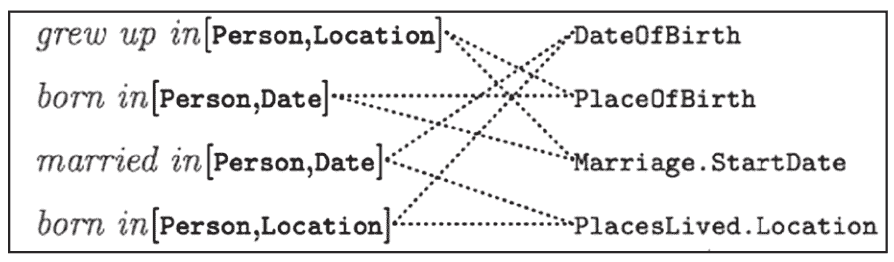 grew up in[Person,Location] DateOfBirth
born in[Person,Date] PlaceOfBirth
married in[Person,Date] Marriage.StartDate
born in[Person,Location] PlacesLived.Location